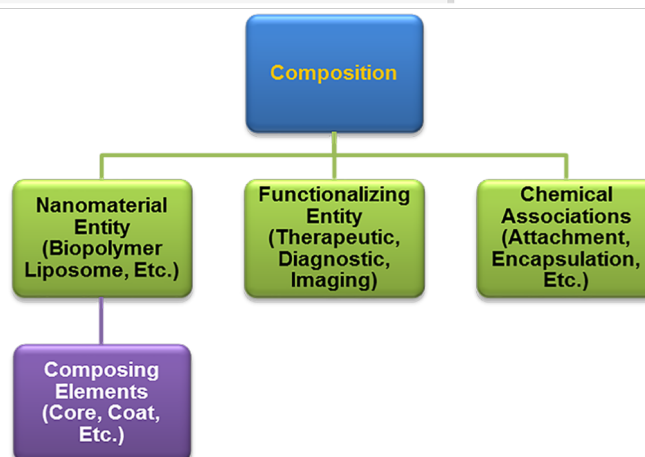 Composition
Nanomaterial
Entity
(Biopolymer
Liposome, Etc.)
Functionalizing
Entity
(Therapeutic,
Diagnostic,
Imaging)
Chemical
Associations
(Attachment,
Encapsulation,
Etc.)
Composing
Elements
(Core, Coat,
Etc.)